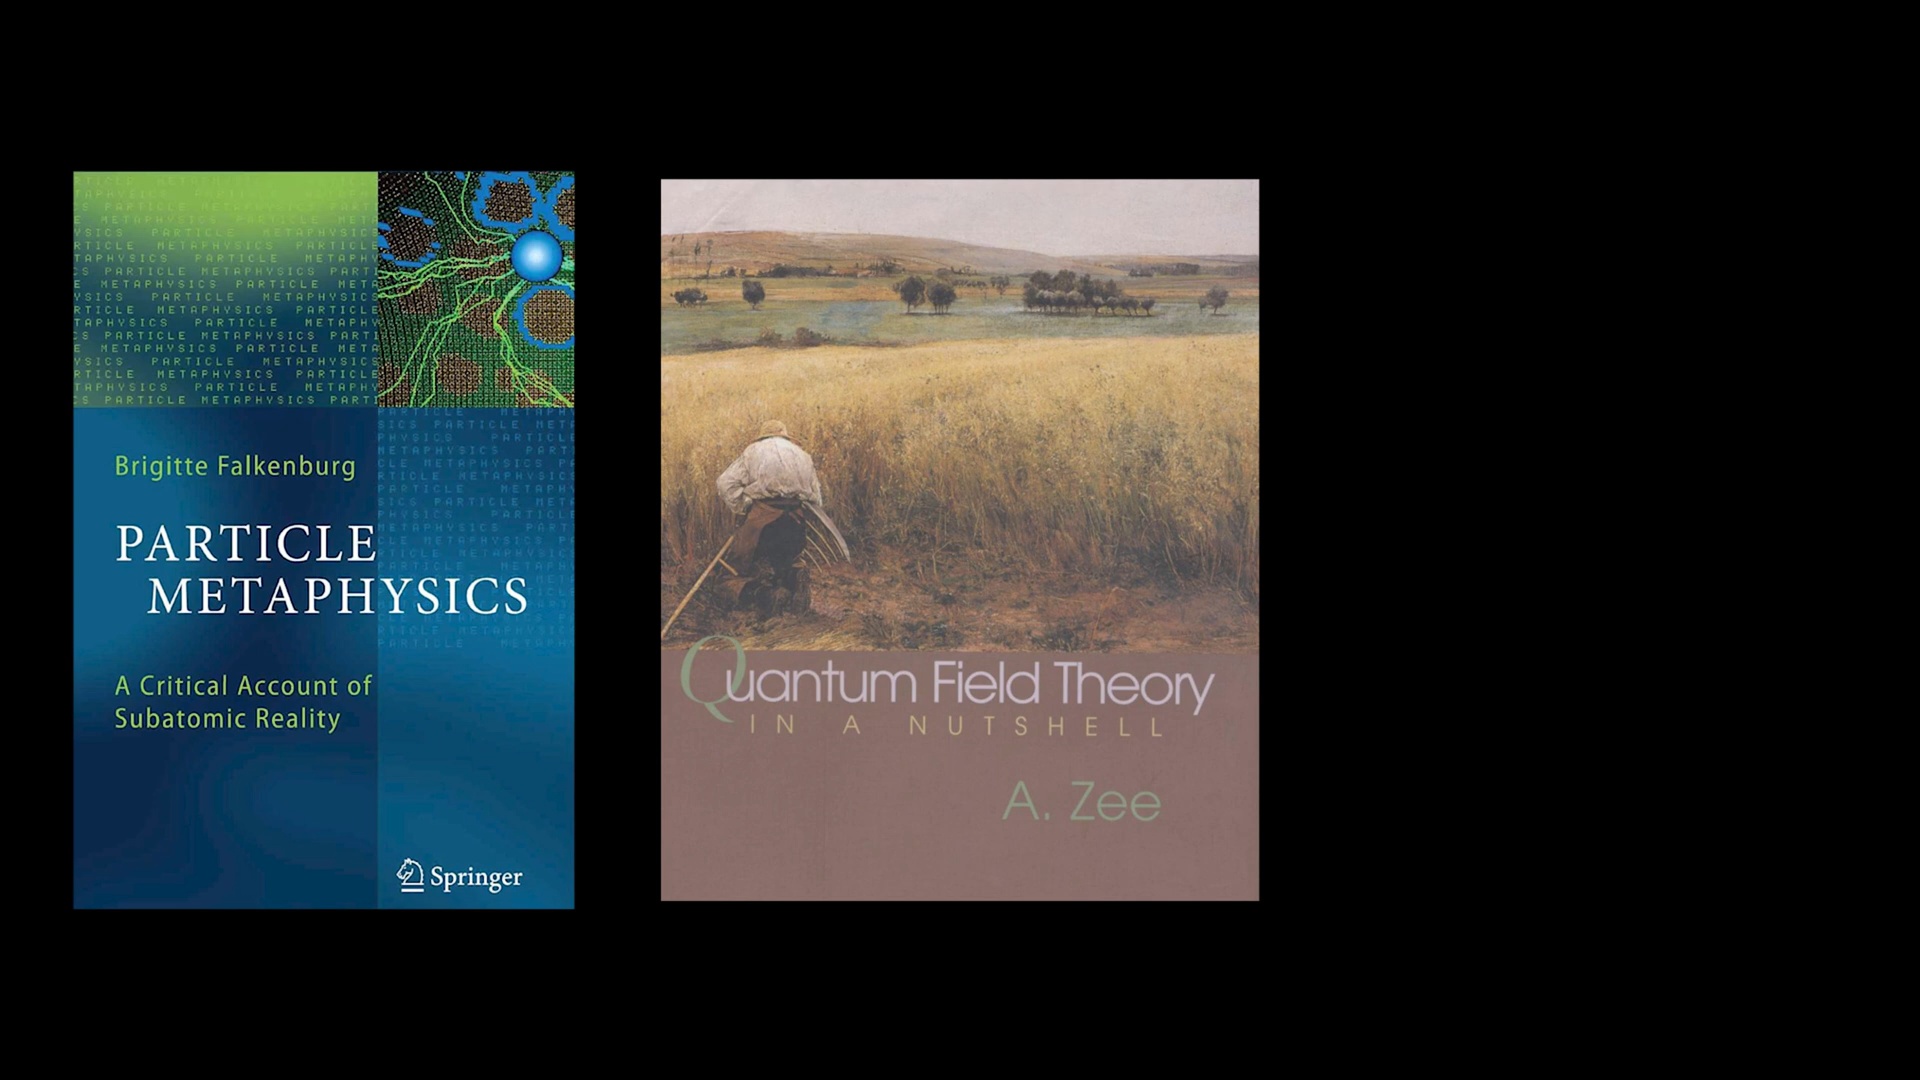 Brigitte Falkenburg
PARTICLE
METAPHYSICS
A Critical Account of
Subatomic Reality
Springer
Quantum Field Theory
IN A NUTSHELL
A. Zee